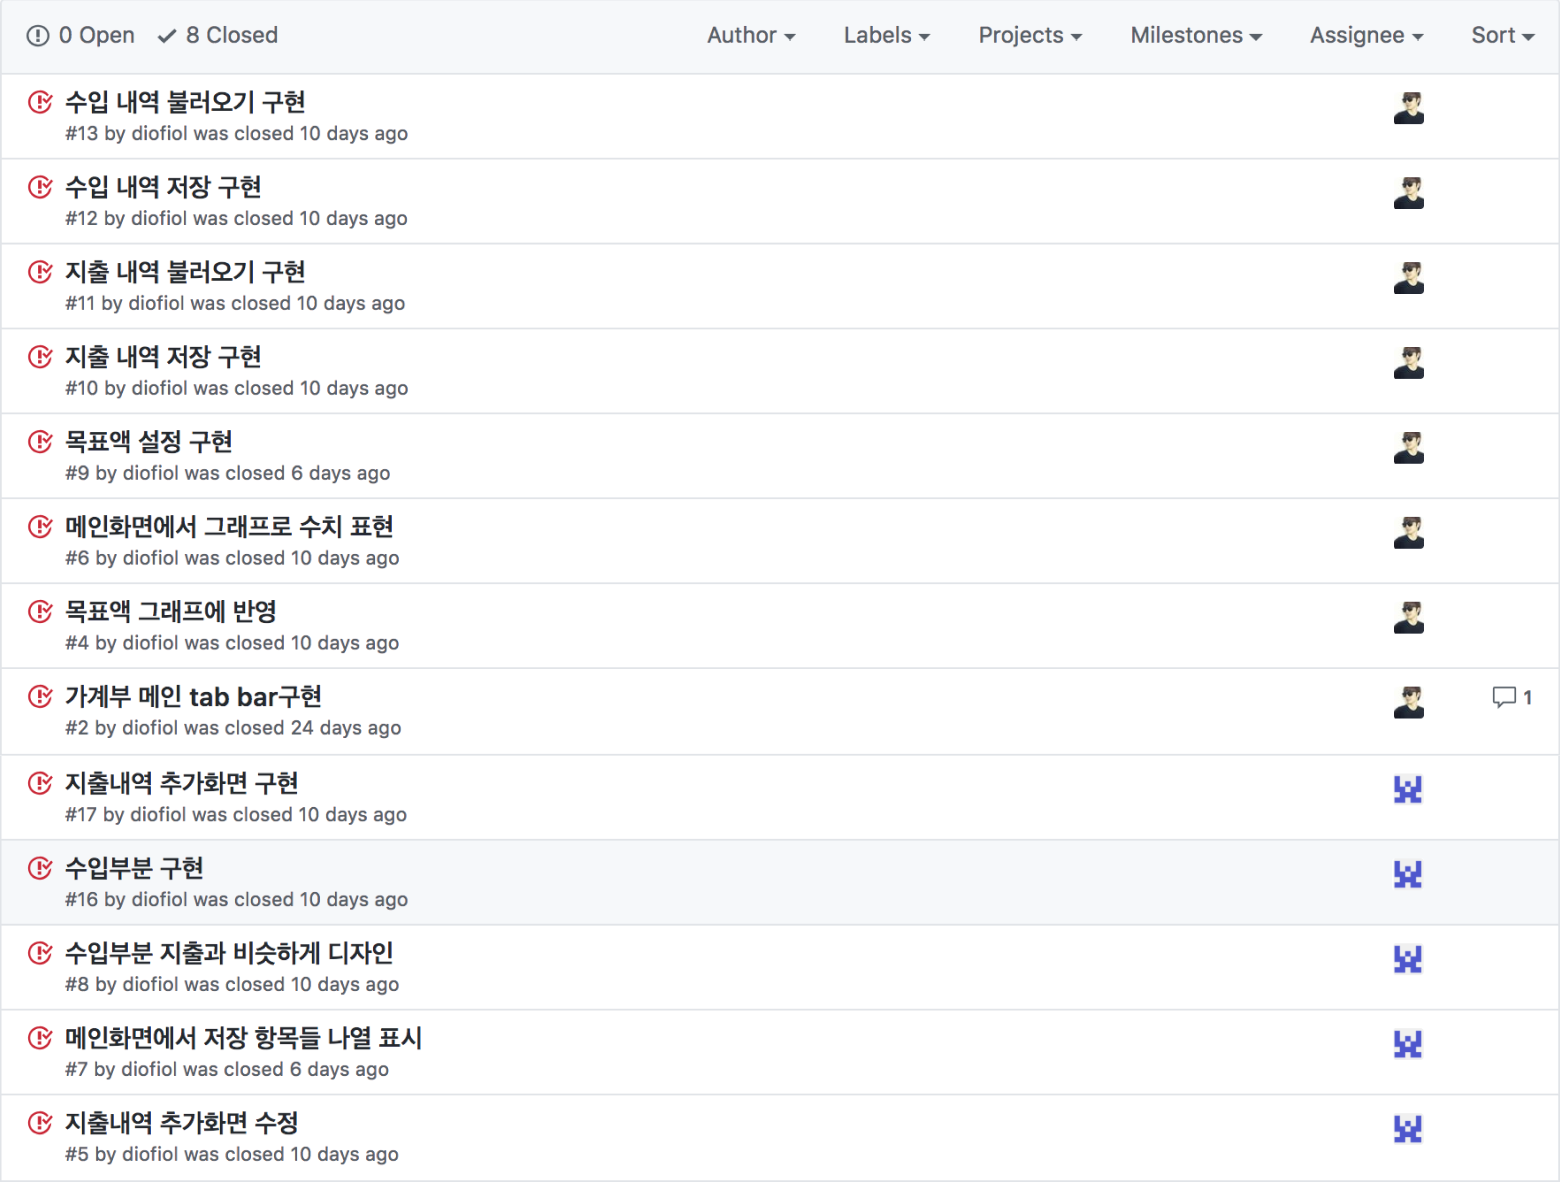 0 Open 8 Closed Author Labels Projects Milestones Assignee Sort
수입 내역 불러오기 구현
#13 by diofiol was closed 10 days ago
수입 내역 저장 구현
#12 by diofiol was closed 10 days ago
지출 내역 불러오기 구현
#11 by diofiol was closed 10 days ago
지출 내역 저장 구현
#10 by diofiol was closed 10 days ago
목표액 설정 구현
#9 by diofiol was closed 6 days ago
메인화면에서 그래프로 수치 표현
#6 by diofiol was closed 10 days ago
목표액 그래프에 반영
#4 by diofiol was closed 10 days ago
가계부 메인 tab bar구현 1
#2 by diofiol was closed 24 days ago
지출내역 추가화면 구현
#17 by diofiol was closed 10 days ago
수입부분 구현
#16 by diofiol was closed 10 days ago
수입부분 지출과 비슷하게 디자인
#8 by diofiol was closed 10 days ago
메인화면에서 저장 항목들 나열 표시
#7 by diofiol was closed 6 days ago
지출내역 추가화면 수정
#5 by diofiol was closed 10 days ago